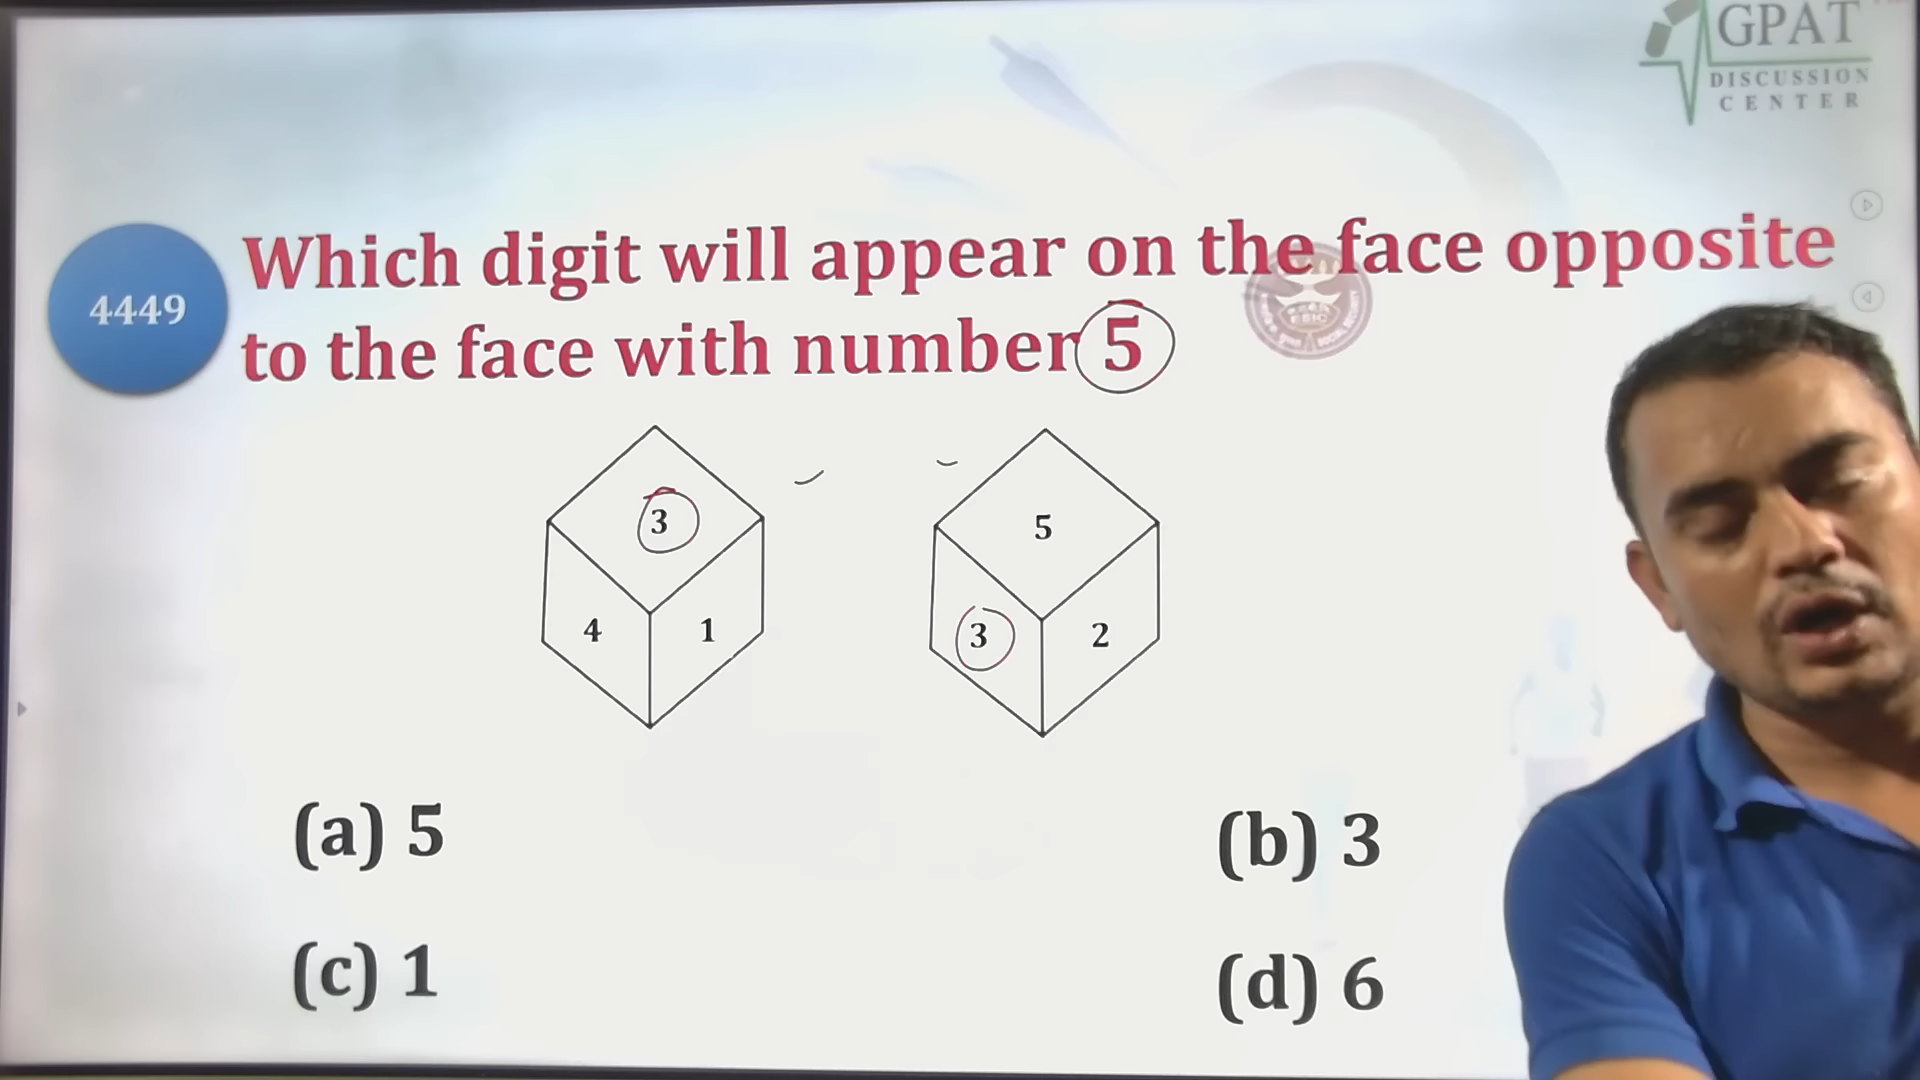 GPAT
DISCUSSION
CENTER
4449
Which digit will appear on the face opposite
to the face with number 5
3
4
1
5
3
2
(a) 5
(b) 3
(c) 1
(d) 6